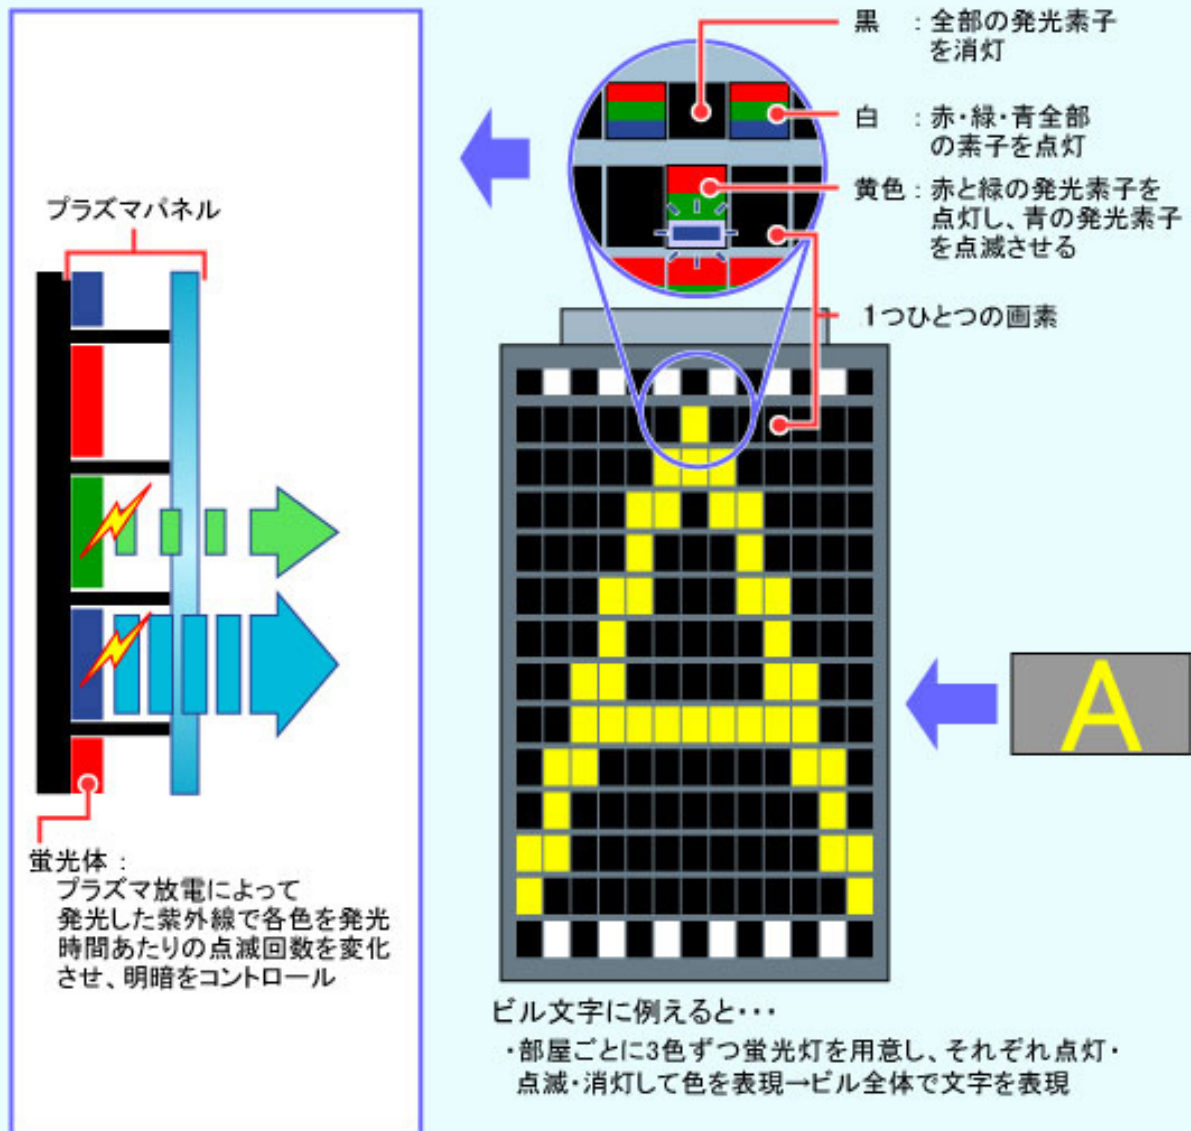 黒 ：全部の発光素子
を消灯
白 ：赤・緑・青全部
の素子を点灯
黄色：赤と緑の発光素子を
点灯し、青の発光素子
を点滅させる
1つひとつの画素
プラズマパネル
蛍光体：
プラズマ放電によって
発光した紫外線で各色を発光
時間あたりの点滅回数を変化
させ、明暗をコントロール
A
ビル文字に例えると・・・
・部屋ごとに3色ずつ蛍光灯を用意し、それぞれ点灯・
点滅・消灯して色を表現→ビル全体で文字を表現